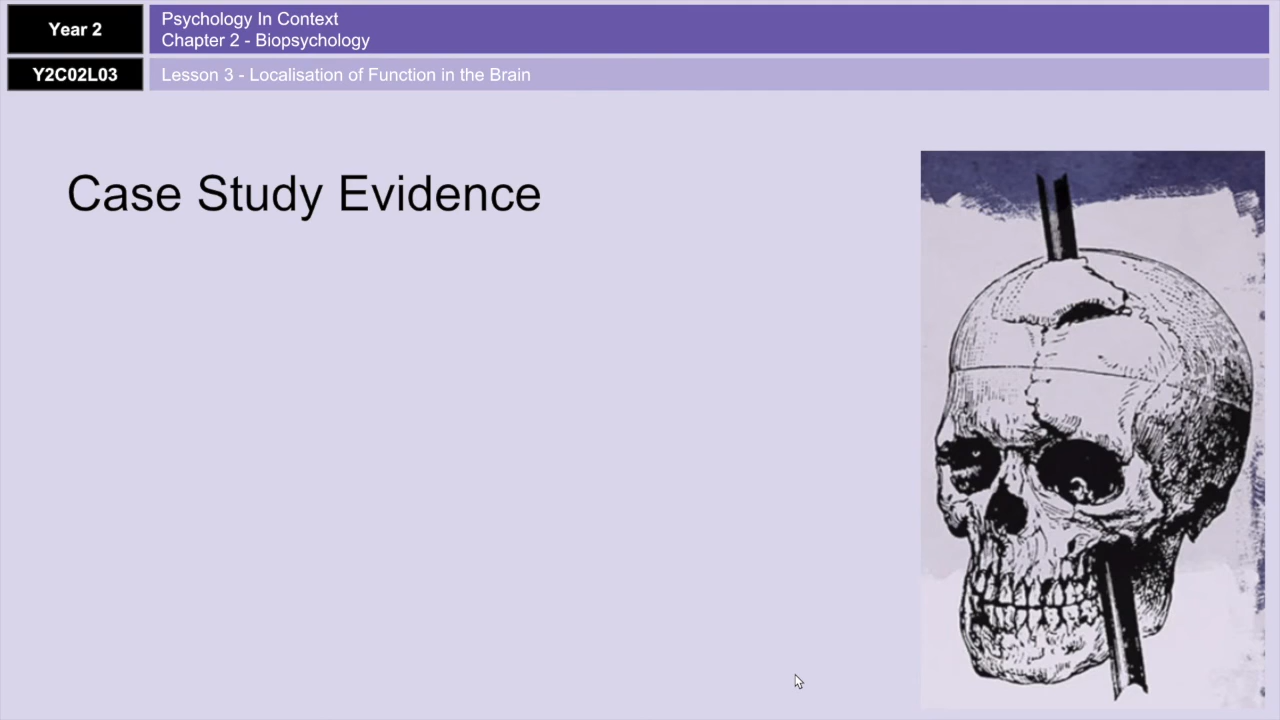 Year 2
Psychology In Context
Chapter 2 - Biopsychology
Y2C02L03
Lesson 3 - Localisation of Function in the Brain
Case Study Evidence